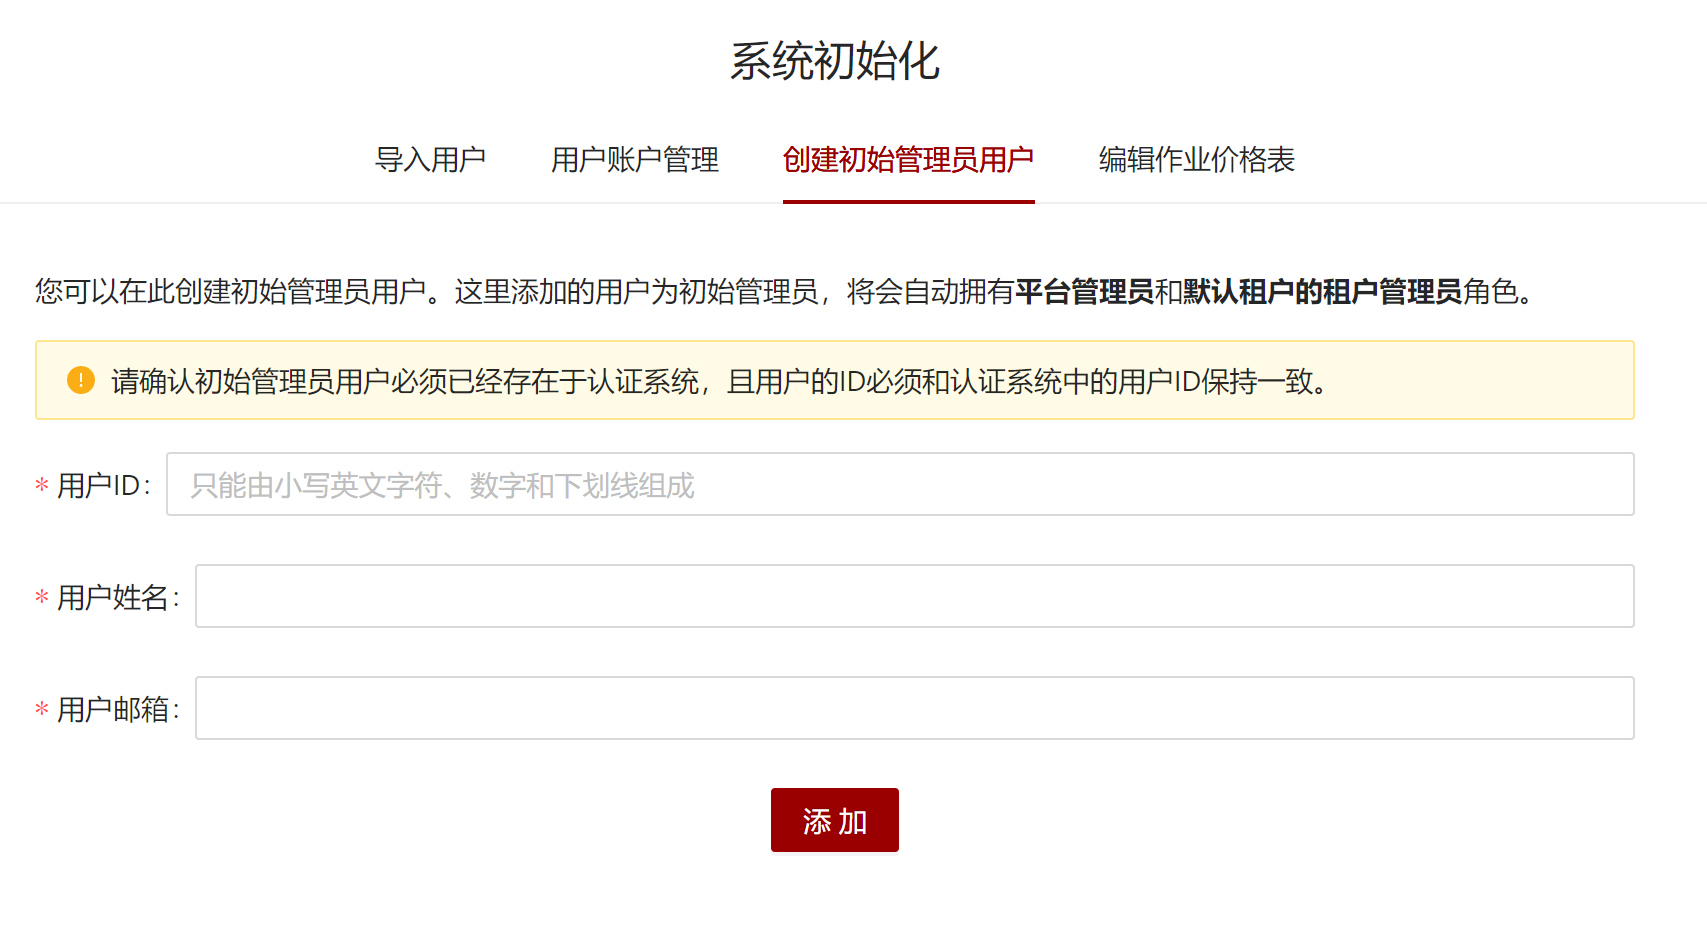 系统初始化
导入用户 用户账户管理 创建初始管理员用户 编辑作业价格表
您可以在此创建初始管理员用户。这里添加的用户为初始管理员，将会自动拥有平台管理员和默认租户的租户管理员角色。
请确认初始管理员用户必须已经存在于认证系统，且用户的ID必须和认证系统中的用户ID保持一致。
* 用户ID： 只能由小写英文字符、数字和下划线组成
* 用户姓名：
* 用户邮箱：
添 加